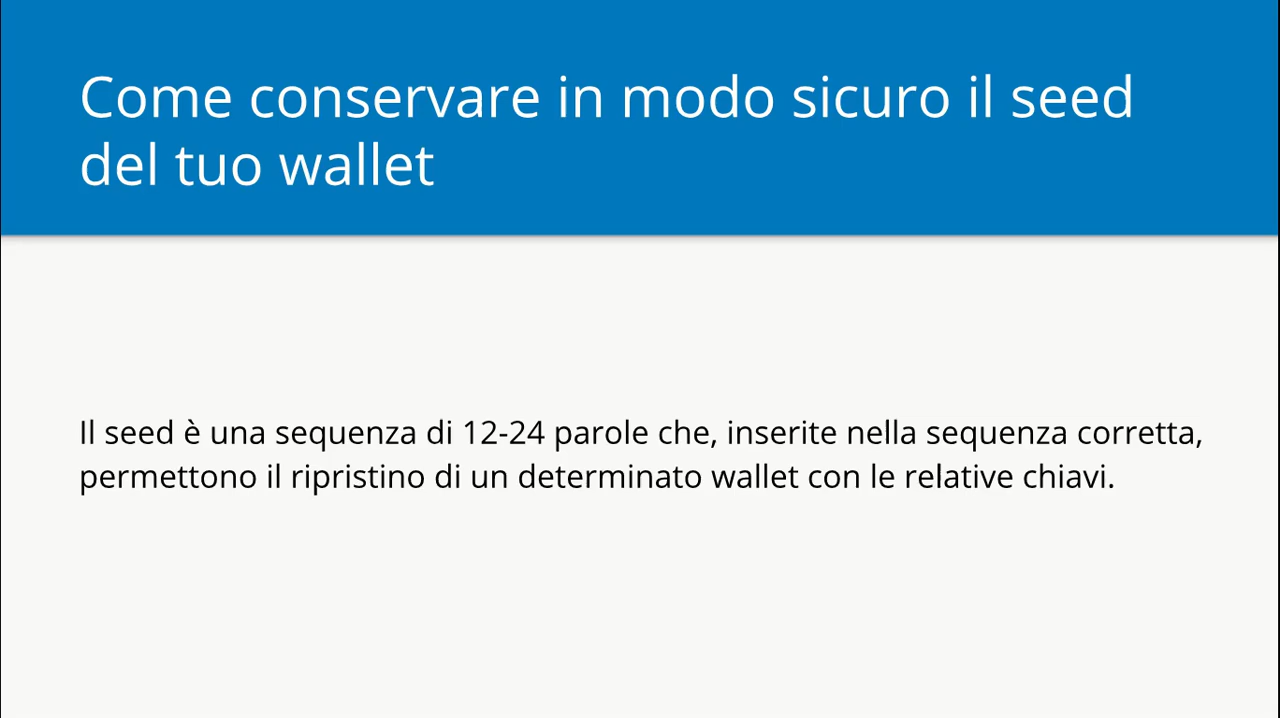 Come conservare in modo sicuro il seed
del tuo wallet
Il seed è una sequenza di 12-24 parole che, inserite nella sequenza corretta,
permettono il ripristino di un determinato wallet con le relative chiavi.